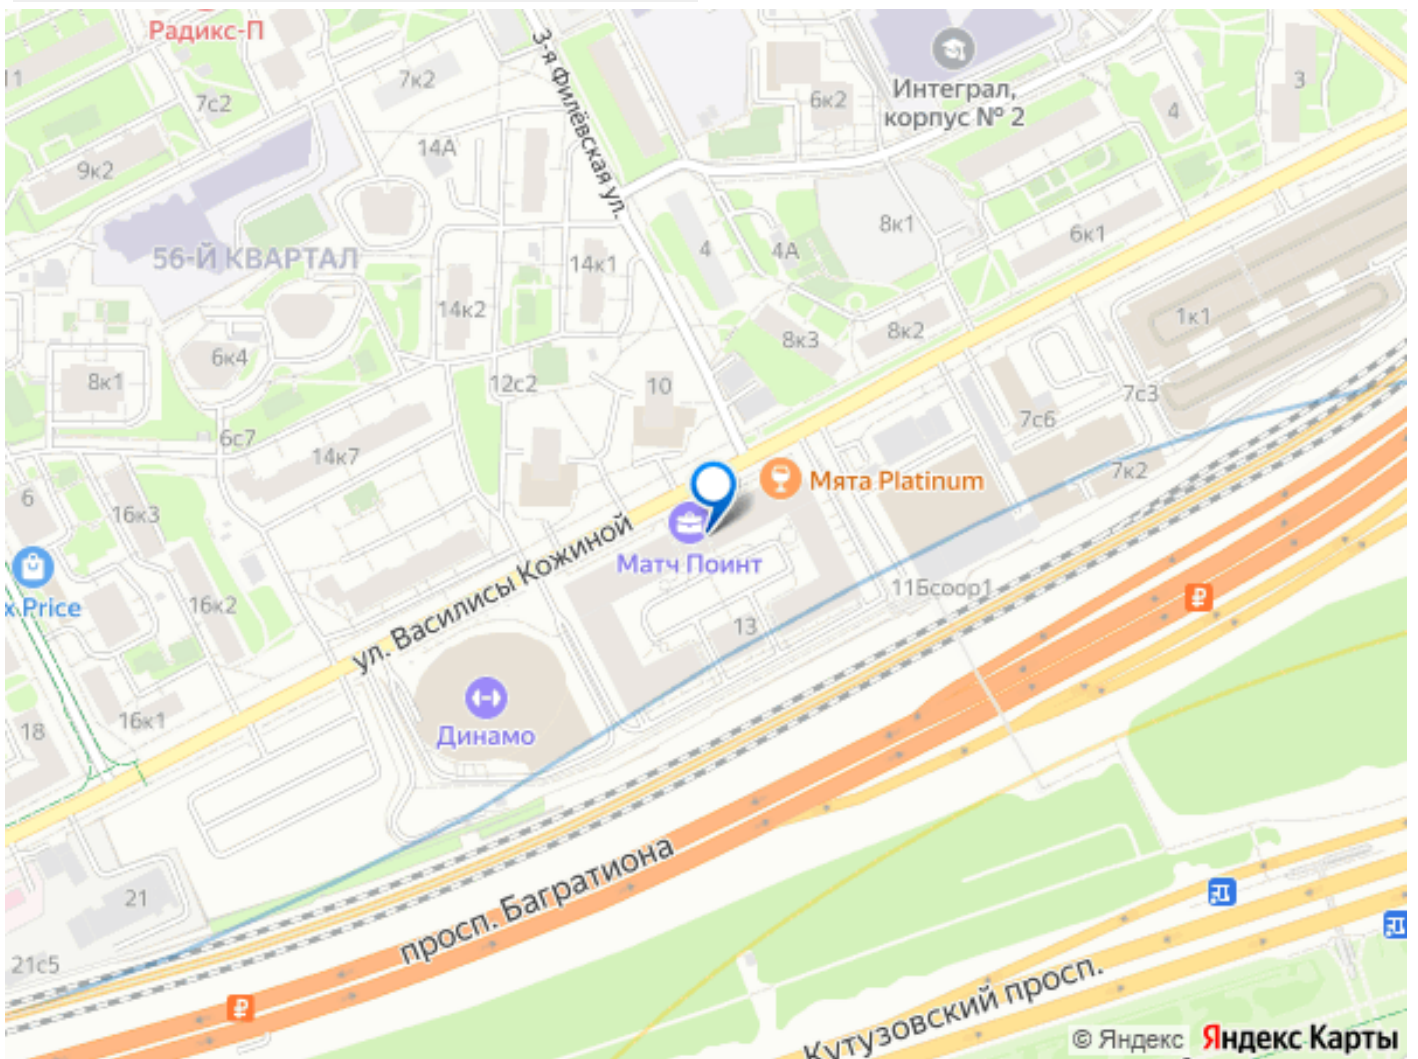 Радикс-П
11
7к2
7с2
9к2
14А
3-я Филёвская ул.
6к2
Интеграл,
корпус № 2
4
3
56-Й КВАРТАЛ
14к1
14к2
4
4А
8к1
6к1
6к4
8к1
12с2
10
8к3
8к2
1к1
7с3
7с6
7к2
6с7
14к7
6
16к3
Мята Platinum
Матч Поинт
ул. Василисы Кожиной
x Price
16к2
11Бсоор1
13
₽
18
16к1
Динамо
21
21с5
просп. Багратиона
₽
Кутузовский просп.
© Яндекс Яндекс Карты